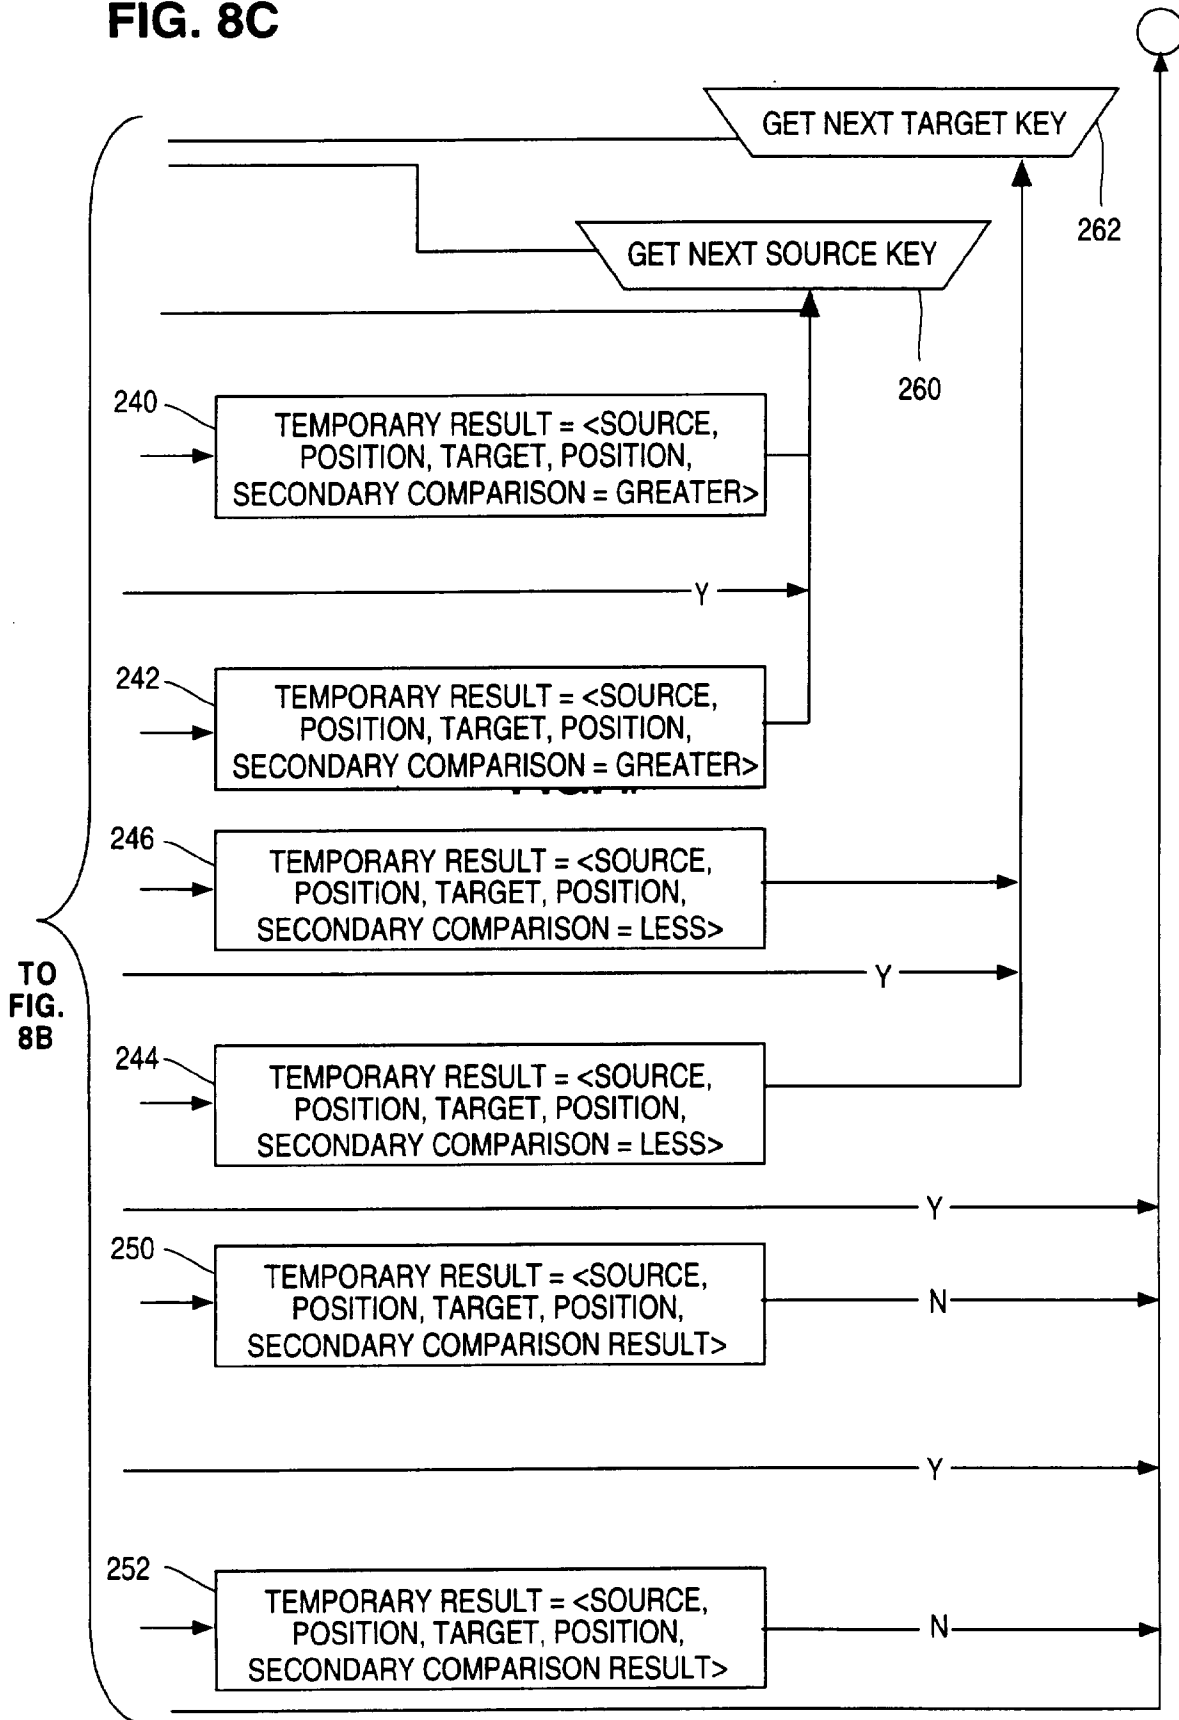 FIG. 8C
GET NEXT TARGET KEY
262
GET NEXT SOURCE KEY
260
240
TEMPORARY RESULT = <SOURCE,
POSITION, TARGET, POSITION,
SECONDARY COMPARISON = GREATER>
Y
242
TEMPORARY RESULT = <SOURCE,
POSITION, TARGET, POSITION,
SECONDARY COMPARISON = GREATER>
246
TEMPORARY RESULT = <SOURCE,
POSITION, TARGET, POSITION,
SECONDARY COMPARISON = LESS>
TO
FIG.
8B
Y
244
TEMPORARY RESULT = <SOURCE,
POSITION, TARGET, POSITION,
SECONDARY COMPARISON = LESS>
Y
250
TEMPORARY RESULT = <SOURCE,
POSITION, TARGET, POSITION,
SECONDARY COMPARISON RESULT>
N
Y
252
TEMPORARY RESULT = <SOURCE,
POSITION, TARGET, POSITION,
SECONDARY COMPARISON RESULT>
N